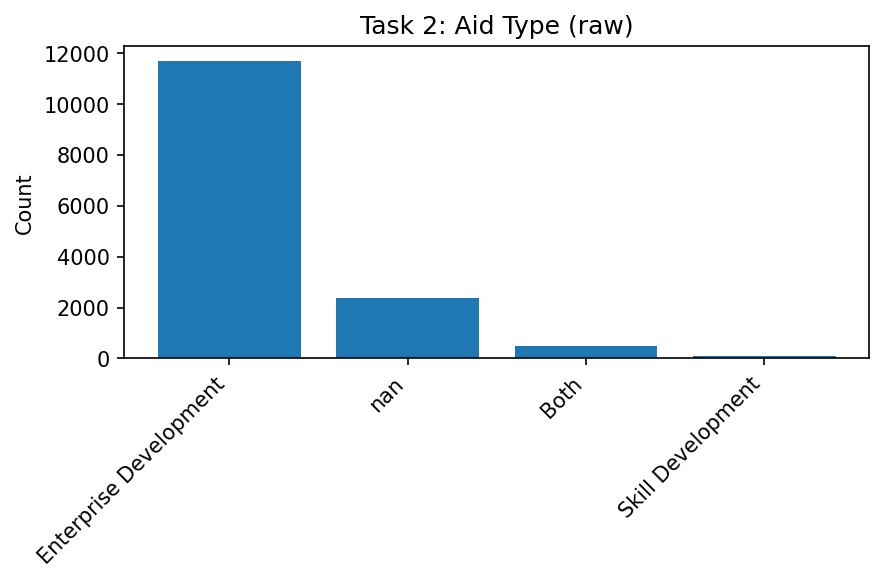 Task 2: Aid Type (raw)
12000
10000
8000
6000
4000
2000
0
Count
Enterprise Development
nan
Both
Skill Development